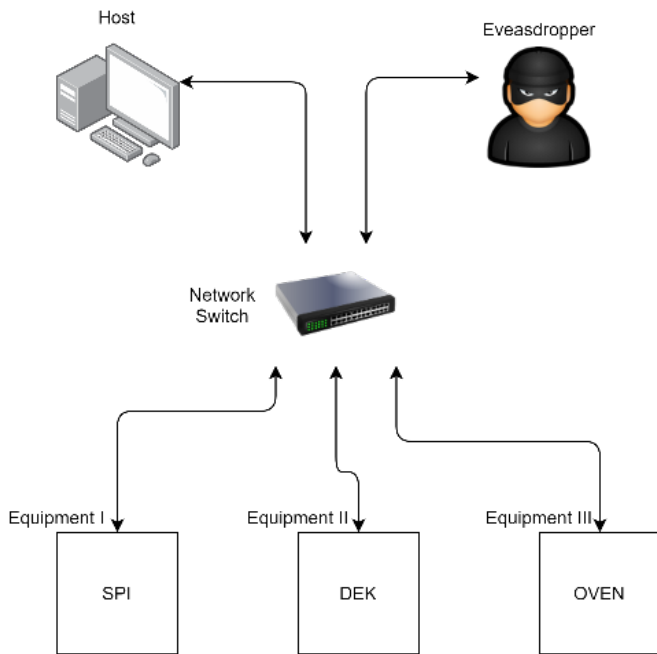 Host
Eveasdropper
Network
Switch
Equipment I
Equipment II
Equipment III
SPI
DEK
OVEN